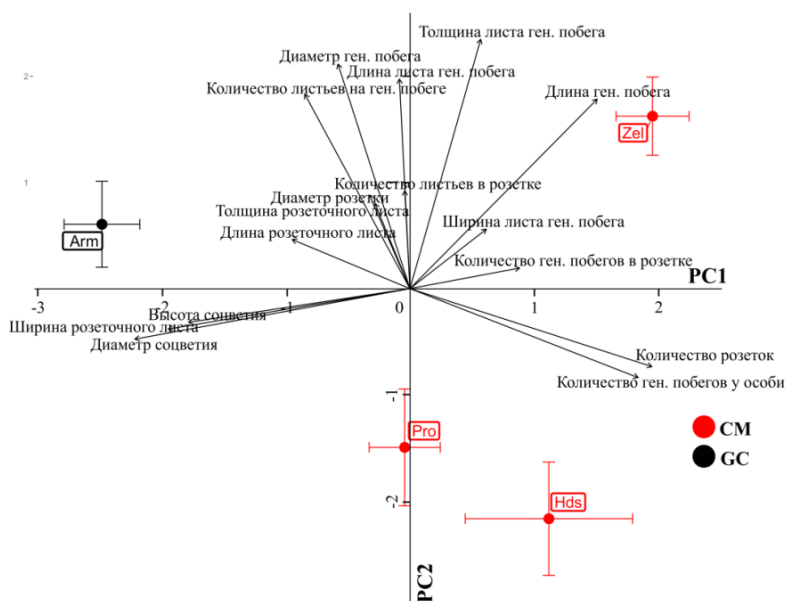 Толщина листа ген. побега
Диаметр ген. побега
Длина листа ген. побега
2-
Количество листьев на ген. побеге
Длина ген. побега
Zel
1
Количество листьев в розетке
Диаметр розетки
Толщина розеточного листа
Ширина листа ген. побега
Arm
Длина розеточного листа
Количество ген. побегов в розетке
PC1
-3
-2
-1
0
1
2
Высота соцветия
Ширина розеточного листа
Диаметр соцветия
Количество розеток
Количество ген. побегов у особи
-1
Pro
CM
GC
-2
Hds
PC2